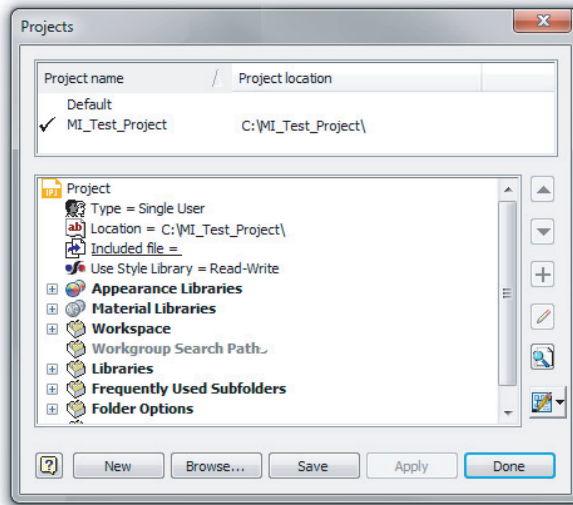 Projects
Project name / Project location
Default
MI_Test_Project C:\MI_Test_Project\
IPJ Project
Type = Single User
ab Location = C:\MI_Test_Project\
Included file =
Use Style Library = Read-Write
Appearance Libraries
Material Libraries
Workspace
Workgroup Search Path
Libraries
Frequently Used Subfolders
Folder Options
? New Browse... Save Apply Done